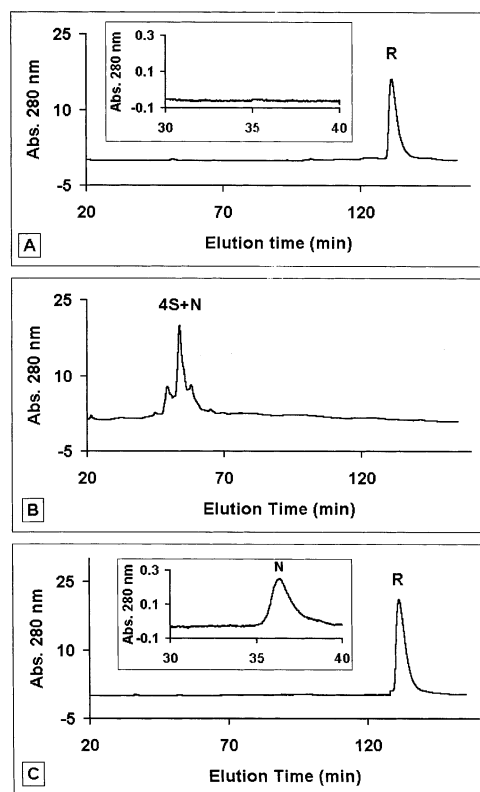 25
10
-5
Abs. 280 nm
0.3
0.1
-0.1
Abs. 280 nm
30 35 40
R
20 70 120
Elution time (min)
A
25
10
-5
Abs. 280 nm
4S+N
20 70 120
Elution Time (min)
B
25
10
-5
Abs. 280 nm
0.3
0.1
-0.1
Abs. 280 nm
N
30 35 40
R
20 70 120
Elution Time (min)
C